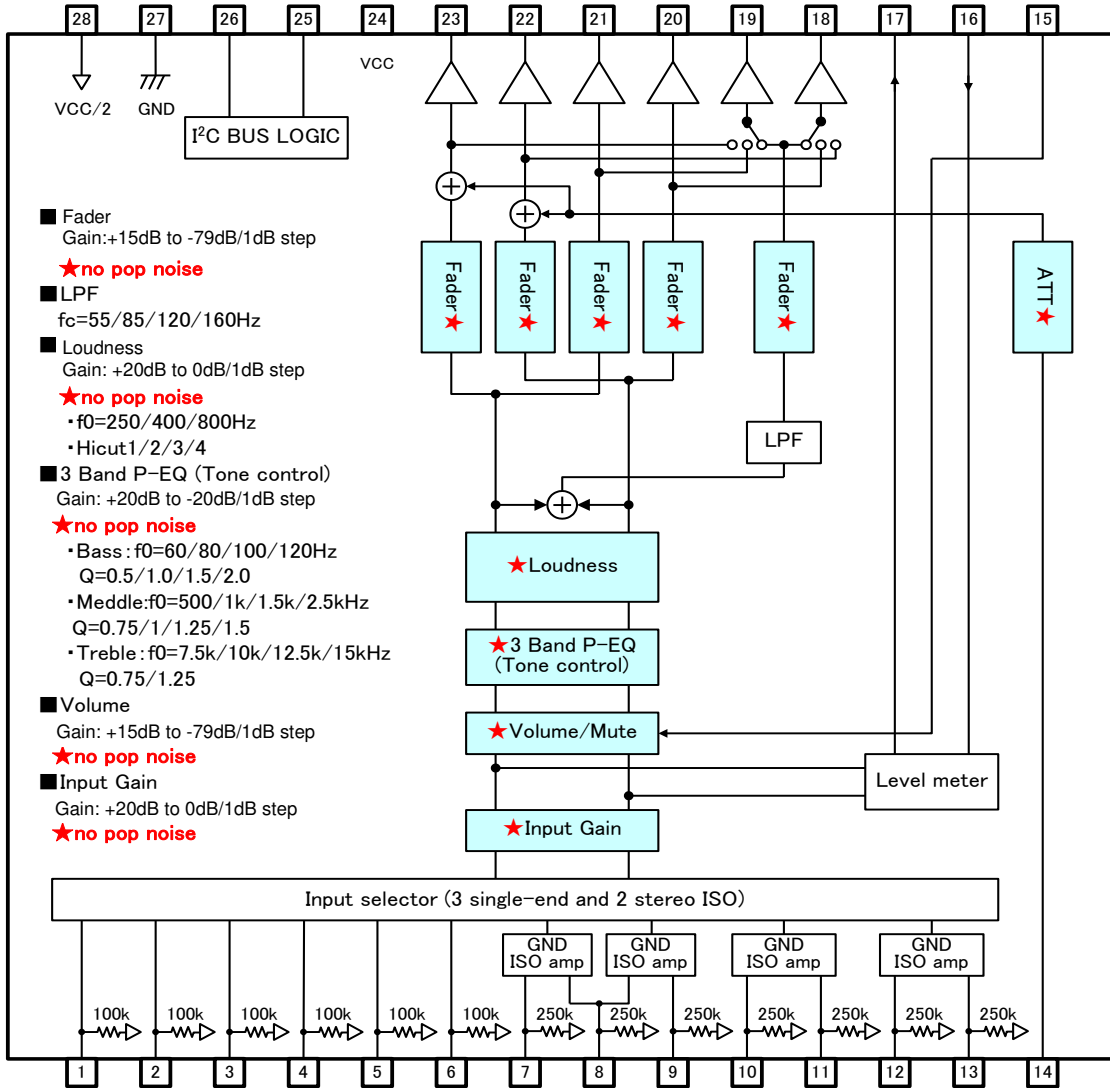 28 27 26 25 24 23 22 21 20 19 18 17 16 15
VCC
VCC/2 GND
I²C BUS LOGIC
■ Fader
Gain:+15dB to -79dB/1dB step
★no pop noise
■ LPF
fc=55/85/120/160Hz
■ Loudness
Gain: +20dB to 0dB/1dB step
★no pop noise
・f0=250/400/800Hz
・Hicut1/2/3/4
■ 3 Band P-EQ (Tone control)
Gain: +20dB to -20dB/1dB step
★no pop noise
・Bass:f0=60/80/100/120Hz
Q=0.5/1.0/1.5/2.0
・Meddle:f0=500/1k/1.5k/2.5kHz
Q=0.75/1/1.25/1.5
・Treble:f0=7.5k/10k/12.5k/15kHz
Q=0.75/1.25
■ Volume
Gain: +15dB to -79dB/1dB step
★no pop noise
■ Input Gain
Gain: +20dB to 0dB/1dB step
★no pop noise
Fader★
Fader★
Fader★
Fader★
Fader★
ATT★
LPF
★Loudness
★3 Band P-EQ
(Tone control)
★Volume/Mute
Level meter
★Input Gain
Input selector (3 single-end and 2 stereo ISO)
GND
ISO amp
GND
ISO amp
GND
ISO amp
GND
ISO amp
100k 100k 100k 100k 100k 100k 250k 250k 250k 250k 250k 250k 250k
1 2 3 4 5 6 7 8 9 10 11 12 13 14